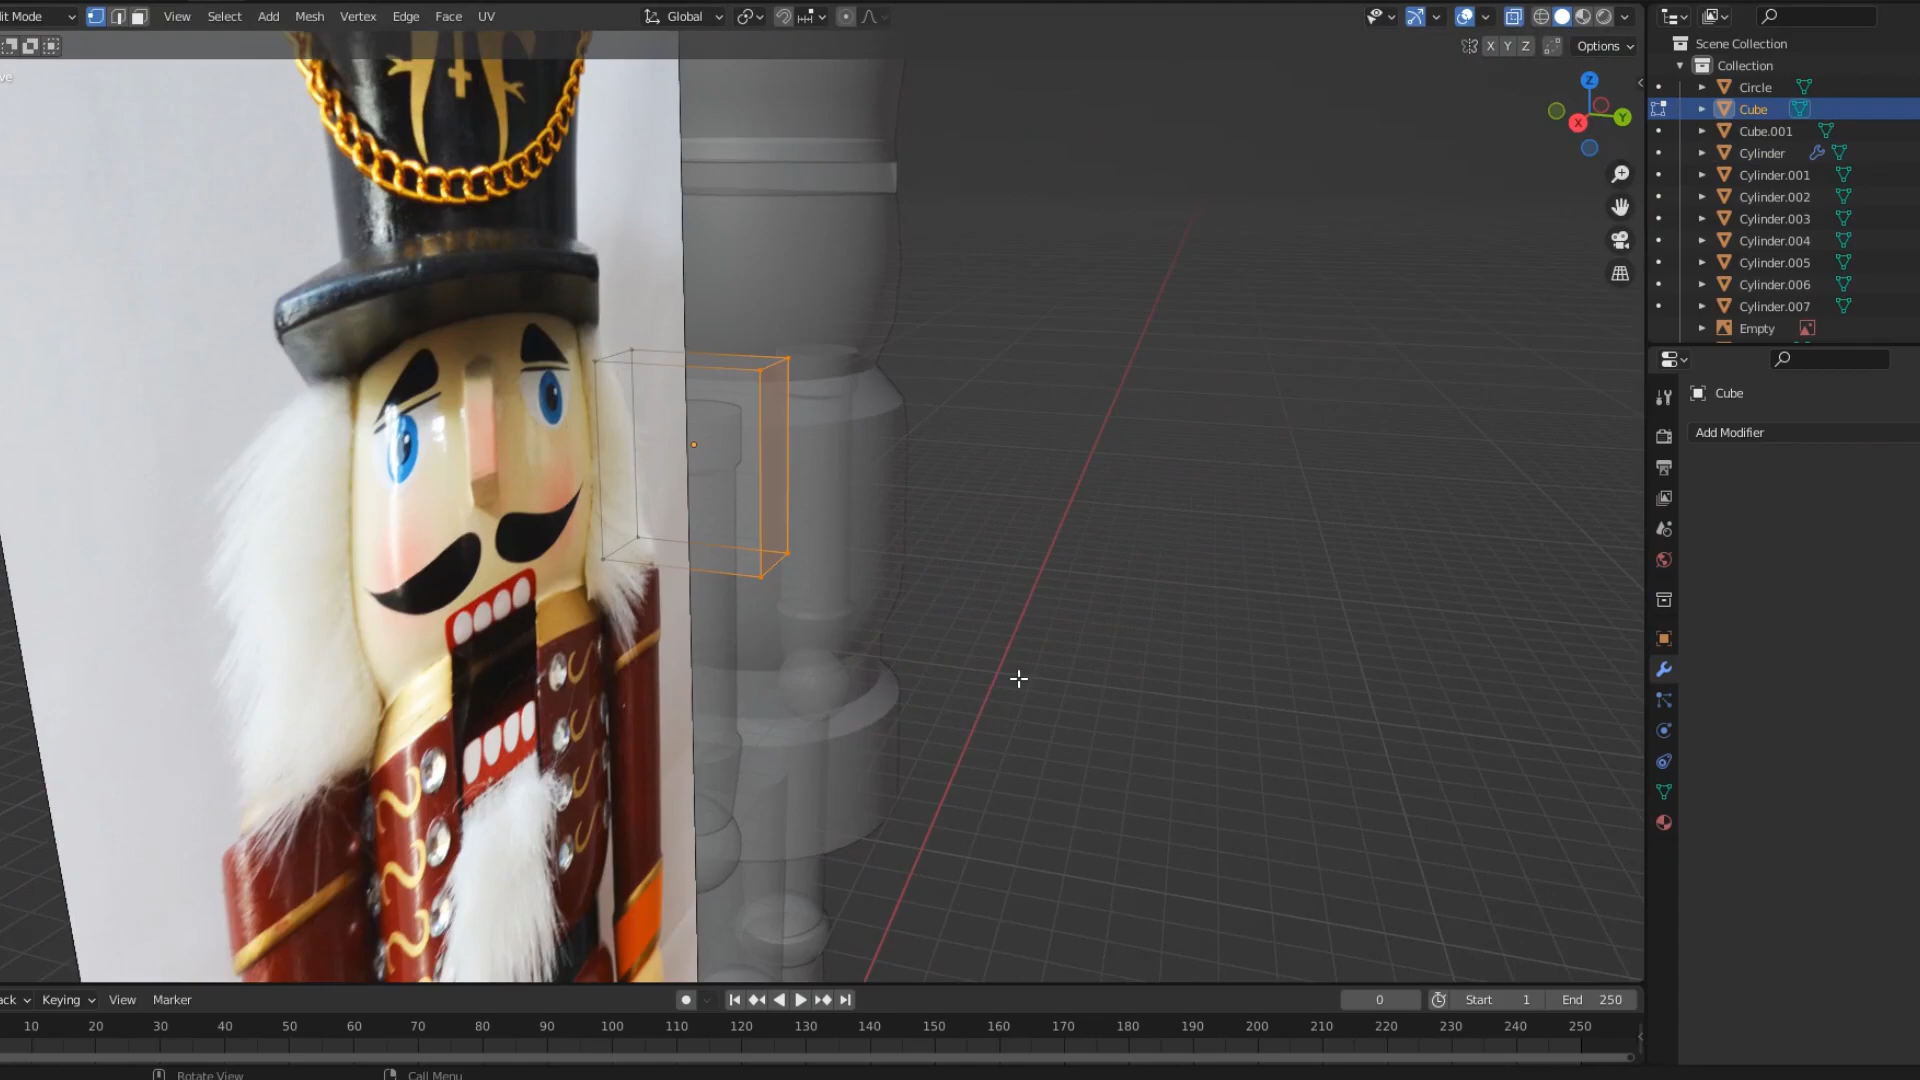 lit Mode View Select Add Mesh Vertex Edge Face UV Global
X Y Z Options
ve
Z
X Y
Scene Collection
Collection
Circle
Cube
Cube.001
Cylinder
Cylinder.001
Cylinder.002
Cylinder.003
Cylinder.004
Cylinder.005
Cylinder.006
Cylinder.007
Empty
Cube
Add Modifier
ack Keying View Marker 0 Start 1 End 250
10 20 30 40 50 60 70 80 90 100 110 120 130 140 150 160 170 180 190 200 210 220 230 240 250
Rotate View Call Menu